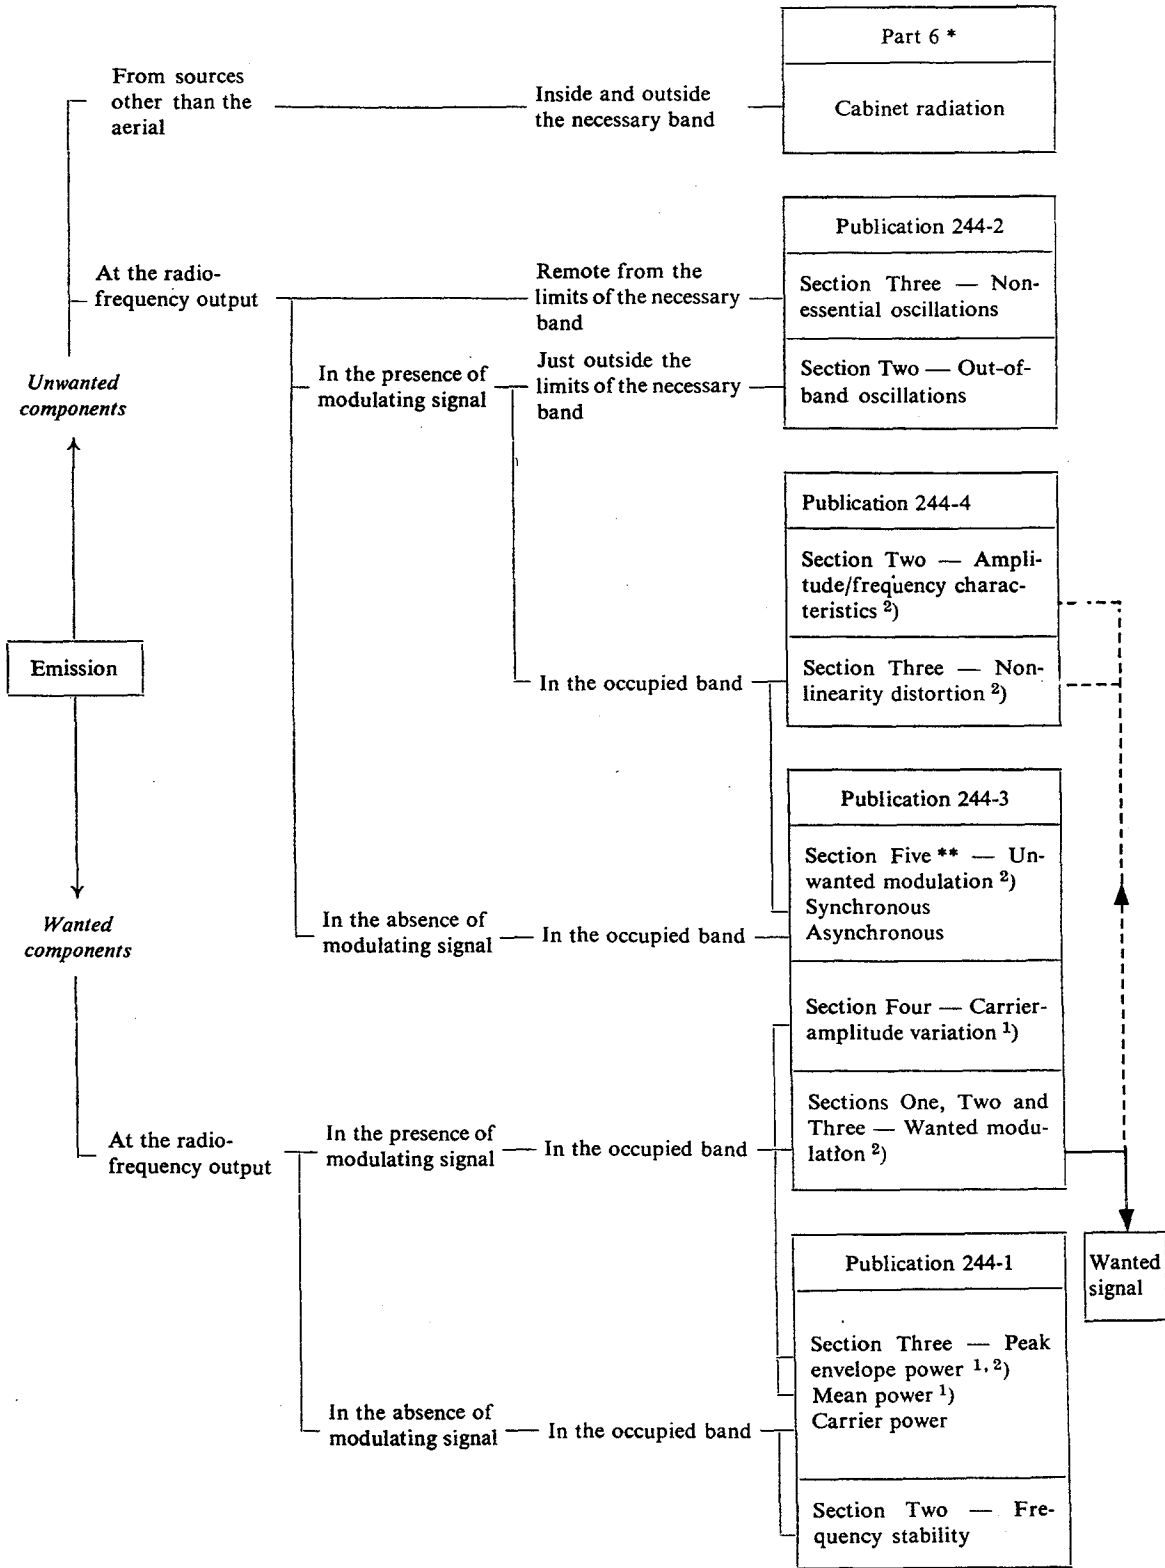 Part 6 *
From sources
other than the
aerial
Inside and outside
the necessary band
Cabinet radiation
Publication 244-2
At the radio-
frequency output
Remote from the
limits of the necessary
band
Section Three — Non-
essential oscillations
Unwanted
components
In the presence of
modulating signal
Just outside the
limits of the necessary
band
Section Two — Out-of-
band oscillations
Publication 244-4
Section Two — Ampli-
tude/frequency charac-
teristics ²)
Emission
In the occupied band
Section Three — Non-
linearity distortion ²)
Publication 244-3
Section Five ** — Un-
wanted modulation ²)
Synchronous
Asynchronous
Wanted
components
In the absence of
modulating signal
In the occupied band
Section Four — Carrier-
amplitude variation ¹)
Sections One, Two and
Three — Wanted modu-
lation ²)
At the radio-
frequency output
In the presence of
modulating signal
In the occupied band
Publication 244-1
Wanted
signal
Section Three — Peak
envelope power ¹, ²)
Mean power ¹)
Carrier power
In the absence of
modulating signal
In the occupied band
Section Two — Fre-
quency stability